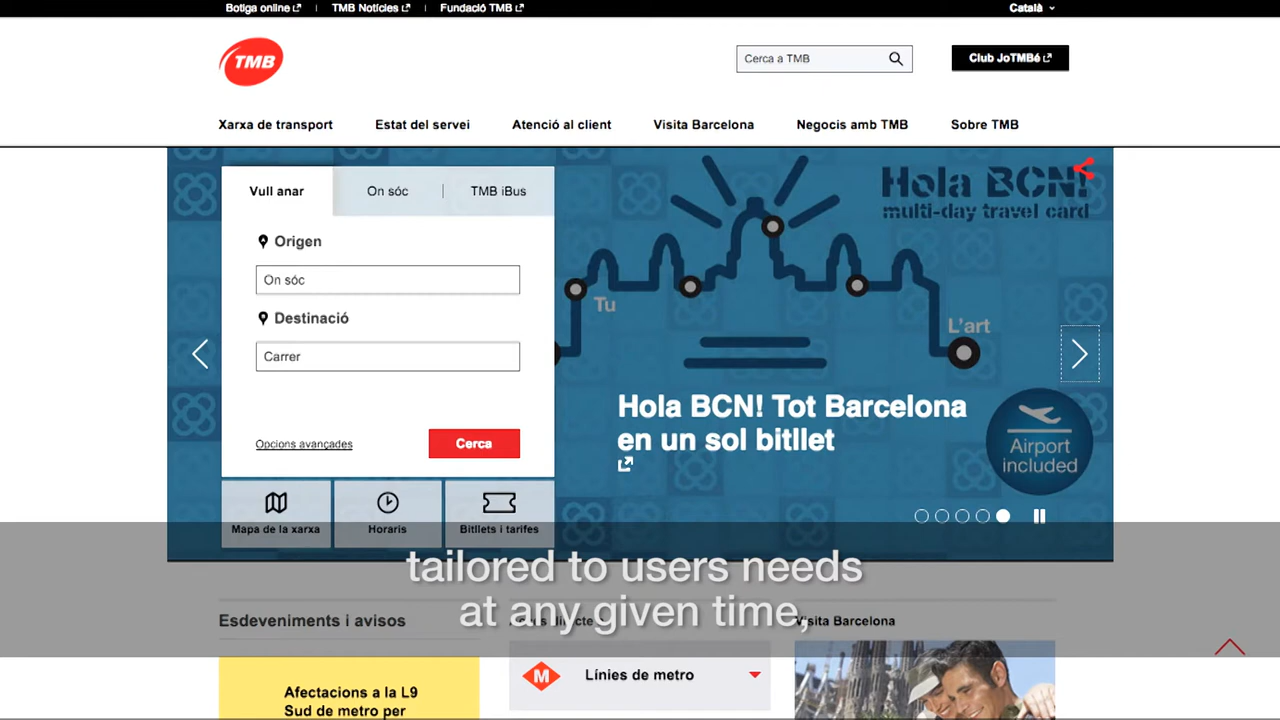 Botiga online
TMB Notícies
Fundació TMB
Català
TMB
Cerca a TMB
Club JoTMBé
Xarxa de transport
Estat del servei
Atenció al client
Visita Barcelona
Negocis amb TMB
Sobre TMB
Vull anar
On sóc
TMB iBus
Hola BCN!
multi-day travel card
Origen
On sóc
Tu
Destinació
L'art
Carrer
Hola BCN! Tot Barcelona
en un sol bitllet
Airport
included
Opcions avançades
Cerca
Mapa de la xarxa
Horaris
Bitllets i tarifes
tailored to users needs
at any given time,
Esdeveniments i avisos
Visita Barcelona
Afectacions a la L9
Sud de metro per
M
Línies de metro